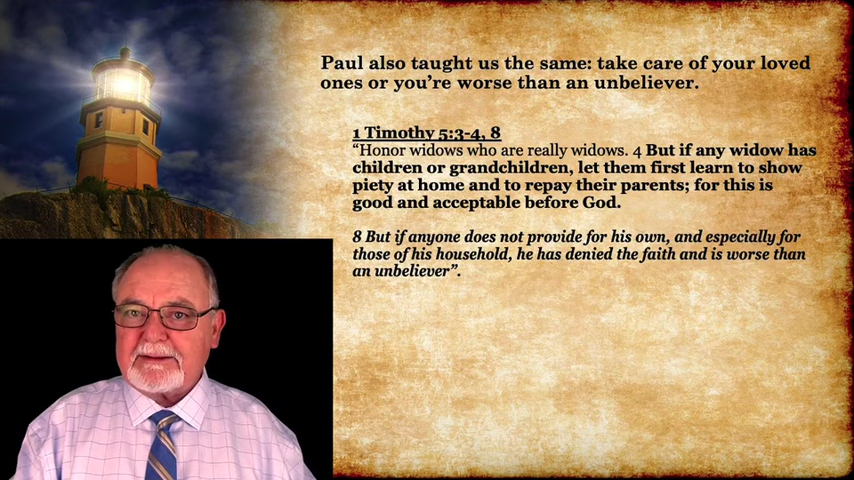 Paul also taught us the same: take care of your loved
ones or you're worse than an unbeliever.
1 Timothy 5:3-4, 8
“Honor widows who are really widows. 4 But if any widow has
children or grandchildren, let them first learn to show
piety at home and to repay their parents; for this is
good and acceptable before God.
8 But if anyone does not provide for his own, and especially for
those of his household, he has denied the faith and is worse than
an unbeliever”.